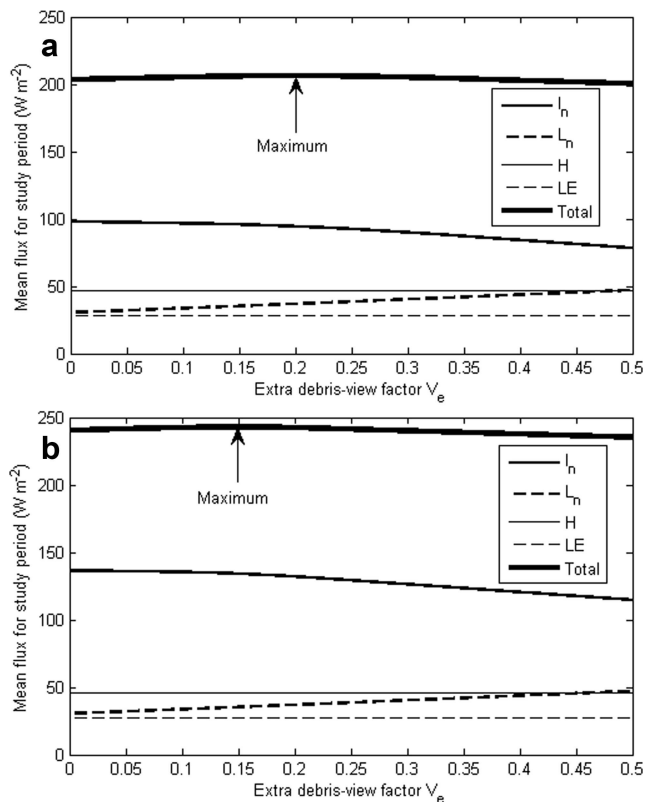 a
250
200
150
100
50
0
Mean flux for study period (W m-2)
Maximum
In
Ln
H
LE
Total
0 0.05 0.1 0.15 0.2 0.25 0.3 0.35 0.4 0.45 0.5
Extra debris-view factor Ve
b
250
200
150
100
50
0
Mean flux for study period (W m-2)
Maximum
In
Ln
H
LE
Total
0 0.05 0.1 0.15 0.2 0.25 0.3 0.35 0.4 0.45 0.5
Extra debris-view factor Ve